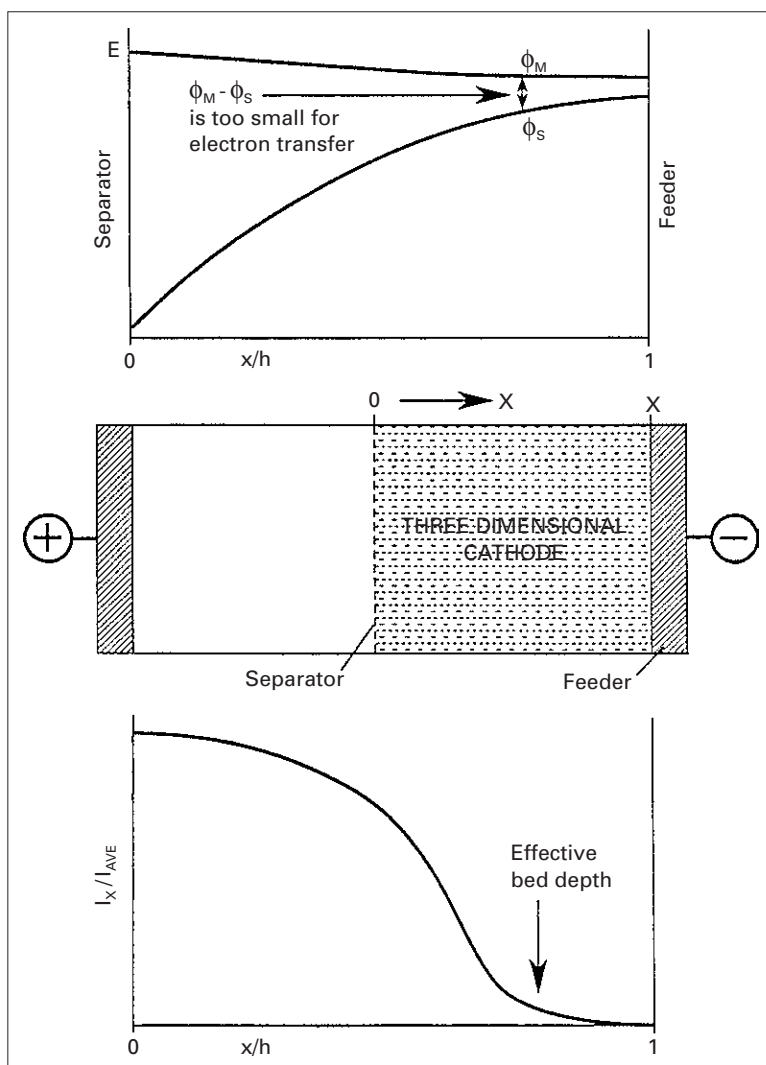 E
ϕM
ϕM - ϕS
is too small for
electron transfer
ϕS
Separator
Feeder
0
x/h
1
0
X
X
+
THREE DIMENSIONAL
CATHODE
−
Separator
Feeder
IX / IAVE
Effective
bed depth
0
x/h
1